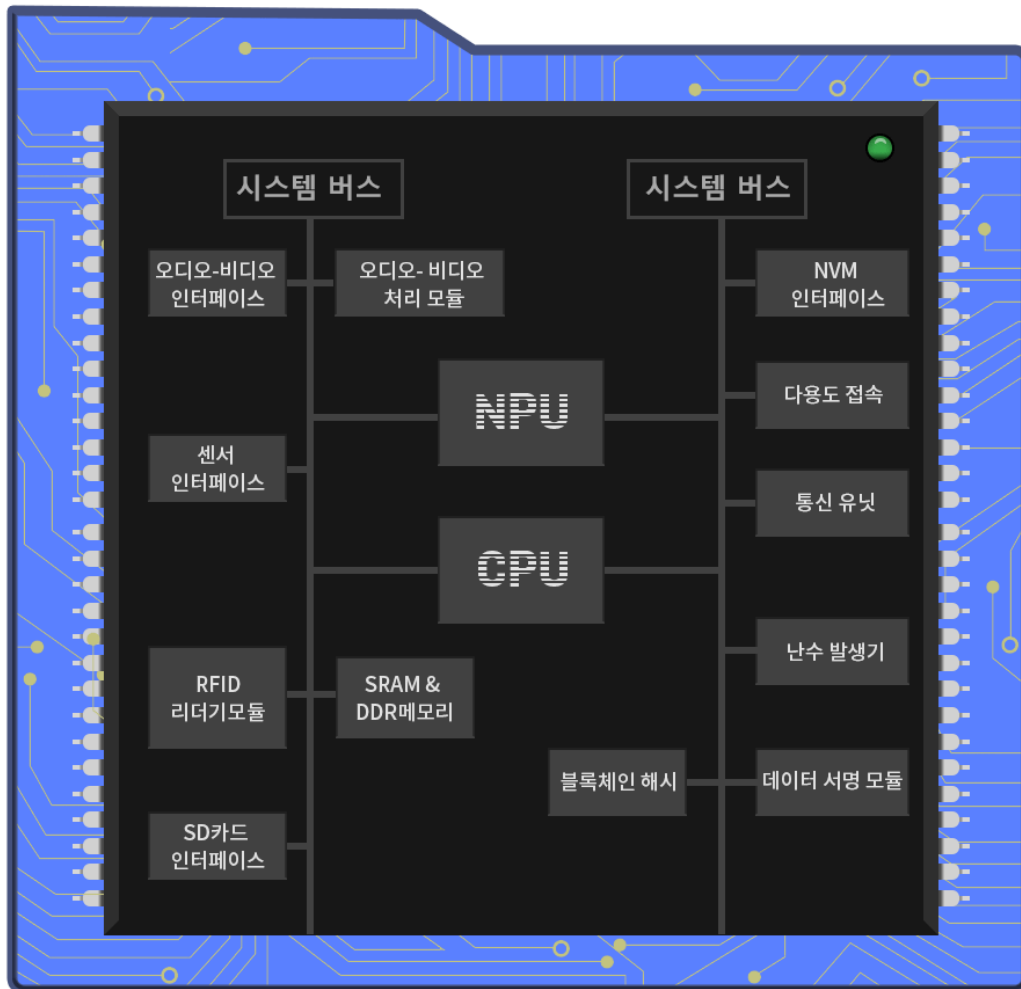 시스템 버스
시스템 버스
오디오-비디오
인터페이스
오디오- 비디오
처리 모듈
NVM
인터페이스
NPU
다용도 접속
센서
인터페이스
통신 유닛
CPU
난수 발생기
RFID
리더기모듈
SRAM &
DDR메모리
블록체인 해시
데이터 서명 모듈
SD카드
인터페이스